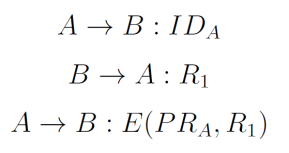 A → B : ID_A
B → A : R_1
A → B : E(PR_A, R_1)